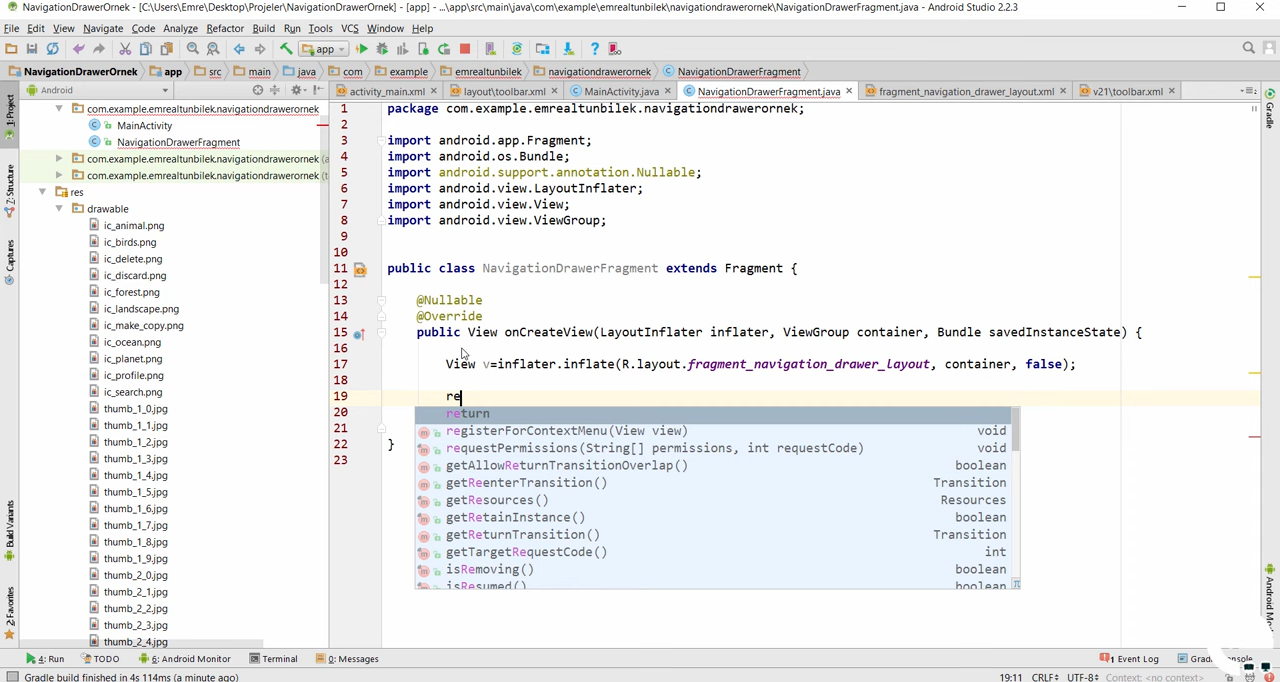 NavigationDrawerOrnek - [C:\Users\Emre\Desktop\Projeler\NavigationDrawerOrnek] - [app] - ...\app\src\main\java\com\example\emrealtunbilek\navigationdrawerornek\NavigationDrawerFragment.java - Android Studio 2.2.3
File Edit View Navigate Code Analyze Refactor Build Run Tools VCS Window Help
app
NavigationDrawerOrnek app src main java com example emrealtunbilek navigationdrawerornek NavigationDrawerFragment
Android
activity_main.xml layout\toolbar.xml MainActivity.java NavigationDrawerFragment.java fragment_navigation_drawer_layout.xml v21\toolbar.xml
1: Project
Z: Structure
Captures
Build Variants
2: Favorites
com.example.emrealtunbilek.navigationdrawerornek
MainActivity
NavigationDrawerFragment
com.example.emrealtunbilek.navigationdrawerornek (a
com.example.emrealtunbilek.navigationdrawerornek (t
res
drawable
ic_animal.png
ic_birds.png
ic_delete.png
ic_discard.png
ic_forest.png
ic_landscape.png
ic_make_copy.png
ic_ocean.png
ic_planet.png
ic_profile.png
ic_search.png
thumb_1_0.jpg
thumb_1_1.jpg
thumb_1_2.jpg
thumb_1_3.jpg
thumb_1_4.jpg
thumb_1_5.jpg
thumb_1_6.jpg
thumb_1_7.jpg
thumb_1_8.jpg
thumb_1_9.jpg
thumb_2_0.jpg
thumb_2_1.jpg
thumb_2_2.jpg
thumb_2_3.jpg
thumb_2_4.jpg
1 package com.example.emrealtunbilek.navigationdrawerornek;
2
3 import android.app.Fragment;
4 import android.os.Bundle;
5 import android.support.annotation.Nullable;
6 import android.view.LayoutInflater;
7 import android.view.View;
8 import android.view.ViewGroup;
9
10
11 public class NavigationDrawerFragment extends Fragment {
12
13 @Nullable
14 @Override
15 public View onCreateView(LayoutInflater inflater, ViewGroup container, Bundle savedInstanceState) {
16
17 View v=inflater.inflate(R.layout.fragment_navigation_drawer_layout, container, false);
18
19 re
20
21
22 }
23
return
registerForContextMenu(View view) void
requestPermissions(String[] permissions, int requestCode) void
getAllowReturnTransitionOverlap() boolean
getReenterTransition() Transition
getResources() Resources
getRetainInstance() boolean
getReturnTransition() Transition
getTargetRequestCode() int
isRemoving() boolean
isResumed() boolean
Gradle
4: Run TODO 6: Android Monitor Terminal 0: Messages 1 Event Log
Gradle build finished in 4s 114ms (a minute ago) 19:11 CRLF UTF-8 Context: <no context>